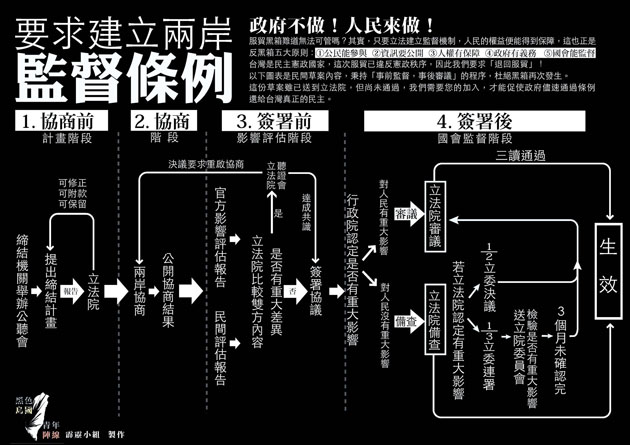 要求建立兩岸
監督條例
政府不做！人民來做！
服貿黑箱難道無法可管嗎？其實，只要立法建立監督機制，人民的權益便能得到保障，這也正是
反黑箱五大原則：①公民能參與 ②資訊要公開 ③人權有保障 ④政府有義務 ⑤國會能監督
台灣是民主憲政國家，這次服貿已違反憲政秩序，因此我們要求「退回服貿」！
以下圖表是民間草案內容，秉持「事前監督，事後審議」的程序，杜絕黑箱再次發生。
這份草案雖已送到立法院，但尚未通過，我們需要您的加入，才能促使政府儘速通過條例
還給台灣真正的民主。
1. 協商前
計畫階段
2. 協商
階 段
3. 簽署前
影響評估階段
4. 簽署後
國會監督階段
可修正
可附款
可保留
締結機關舉辦公聽會
提出締結計畫
報告
立法院
決議要求重啟協商
兩岸協商
公開協商結果
官方影響評估報告
民間評估報告
立法院
聽證會
是
立法院比較雙方內容
是否有重大差異
否
達成共識
簽署協議
行政院認定是否有重大影響
對人民有重大影響
審議
立法院審議
三讀通過
對人民沒有重大影響
備查
立法院備查
若立法院認定有重大影響
1/2立委決議
1/3立委連署
檢驗是否有重大影響
送立院委員會
3個月未確認完
生效
黑色
島國
青年
陣線 霹靂小組 製作